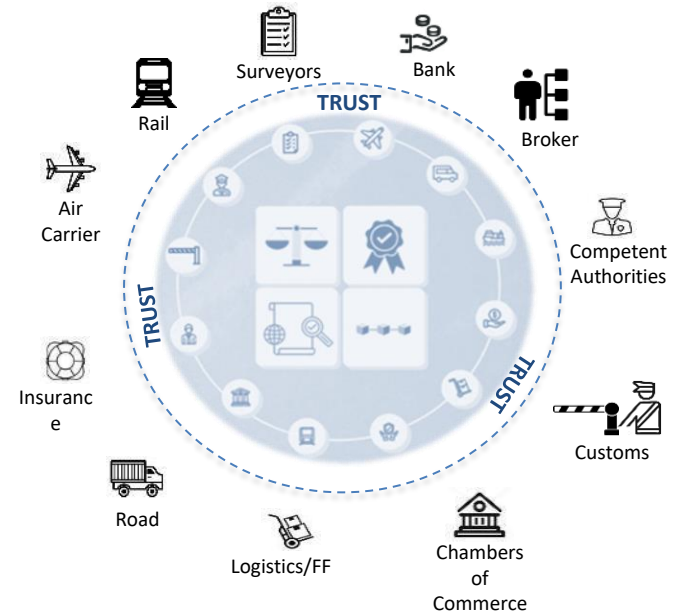 Surveyors
Bank
TRUST
Rail
Broker
Air
Carrier
Competent
Authorities
TRUST
TRUST
Insuranc
e
Customs
Road
Logistics/FF
Chambers
of
Commerce